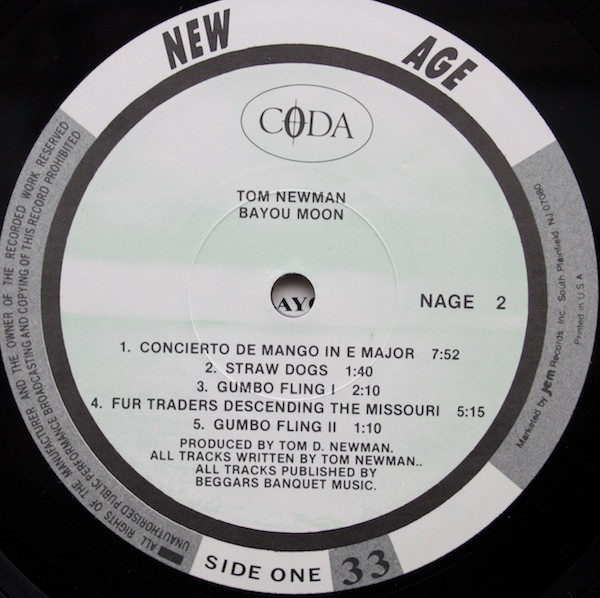 NEW AGE
CODA
TOM NEWMAN
BAYOU MOON
AYO
NAGE 2
1. CONCIERTO DE MANGO IN E MAJOR 7:52
2. STRAW DOGS 1:40
3. GUMBO FLING I 2:10
4. FUR TRADERS DESCENDING THE MISSOURI 5:15
5. GUMBO FLING II 1:10
PRODUCED BY TOM D. NEWMAN.
ALL TRACKS WRITTEN BY TOM NEWMAN..
ALL TRACKS PUBLISHED BY
BEGGARS BANQUET MUSIC.
SIDE ONE 33
ALL RIGHTS OF THE MANUFACTURER AND THE OWNER OF THE RECORDED WORK RESERVED
UNAUTHORISED PUBLIC PERFORMANCE BROADCASTING AND COPYING OF THIS RECORD PROHIBITED
Marketed by Jem Records, Inc. South Plainfield, NJ 07080
Printed in U.S.A.